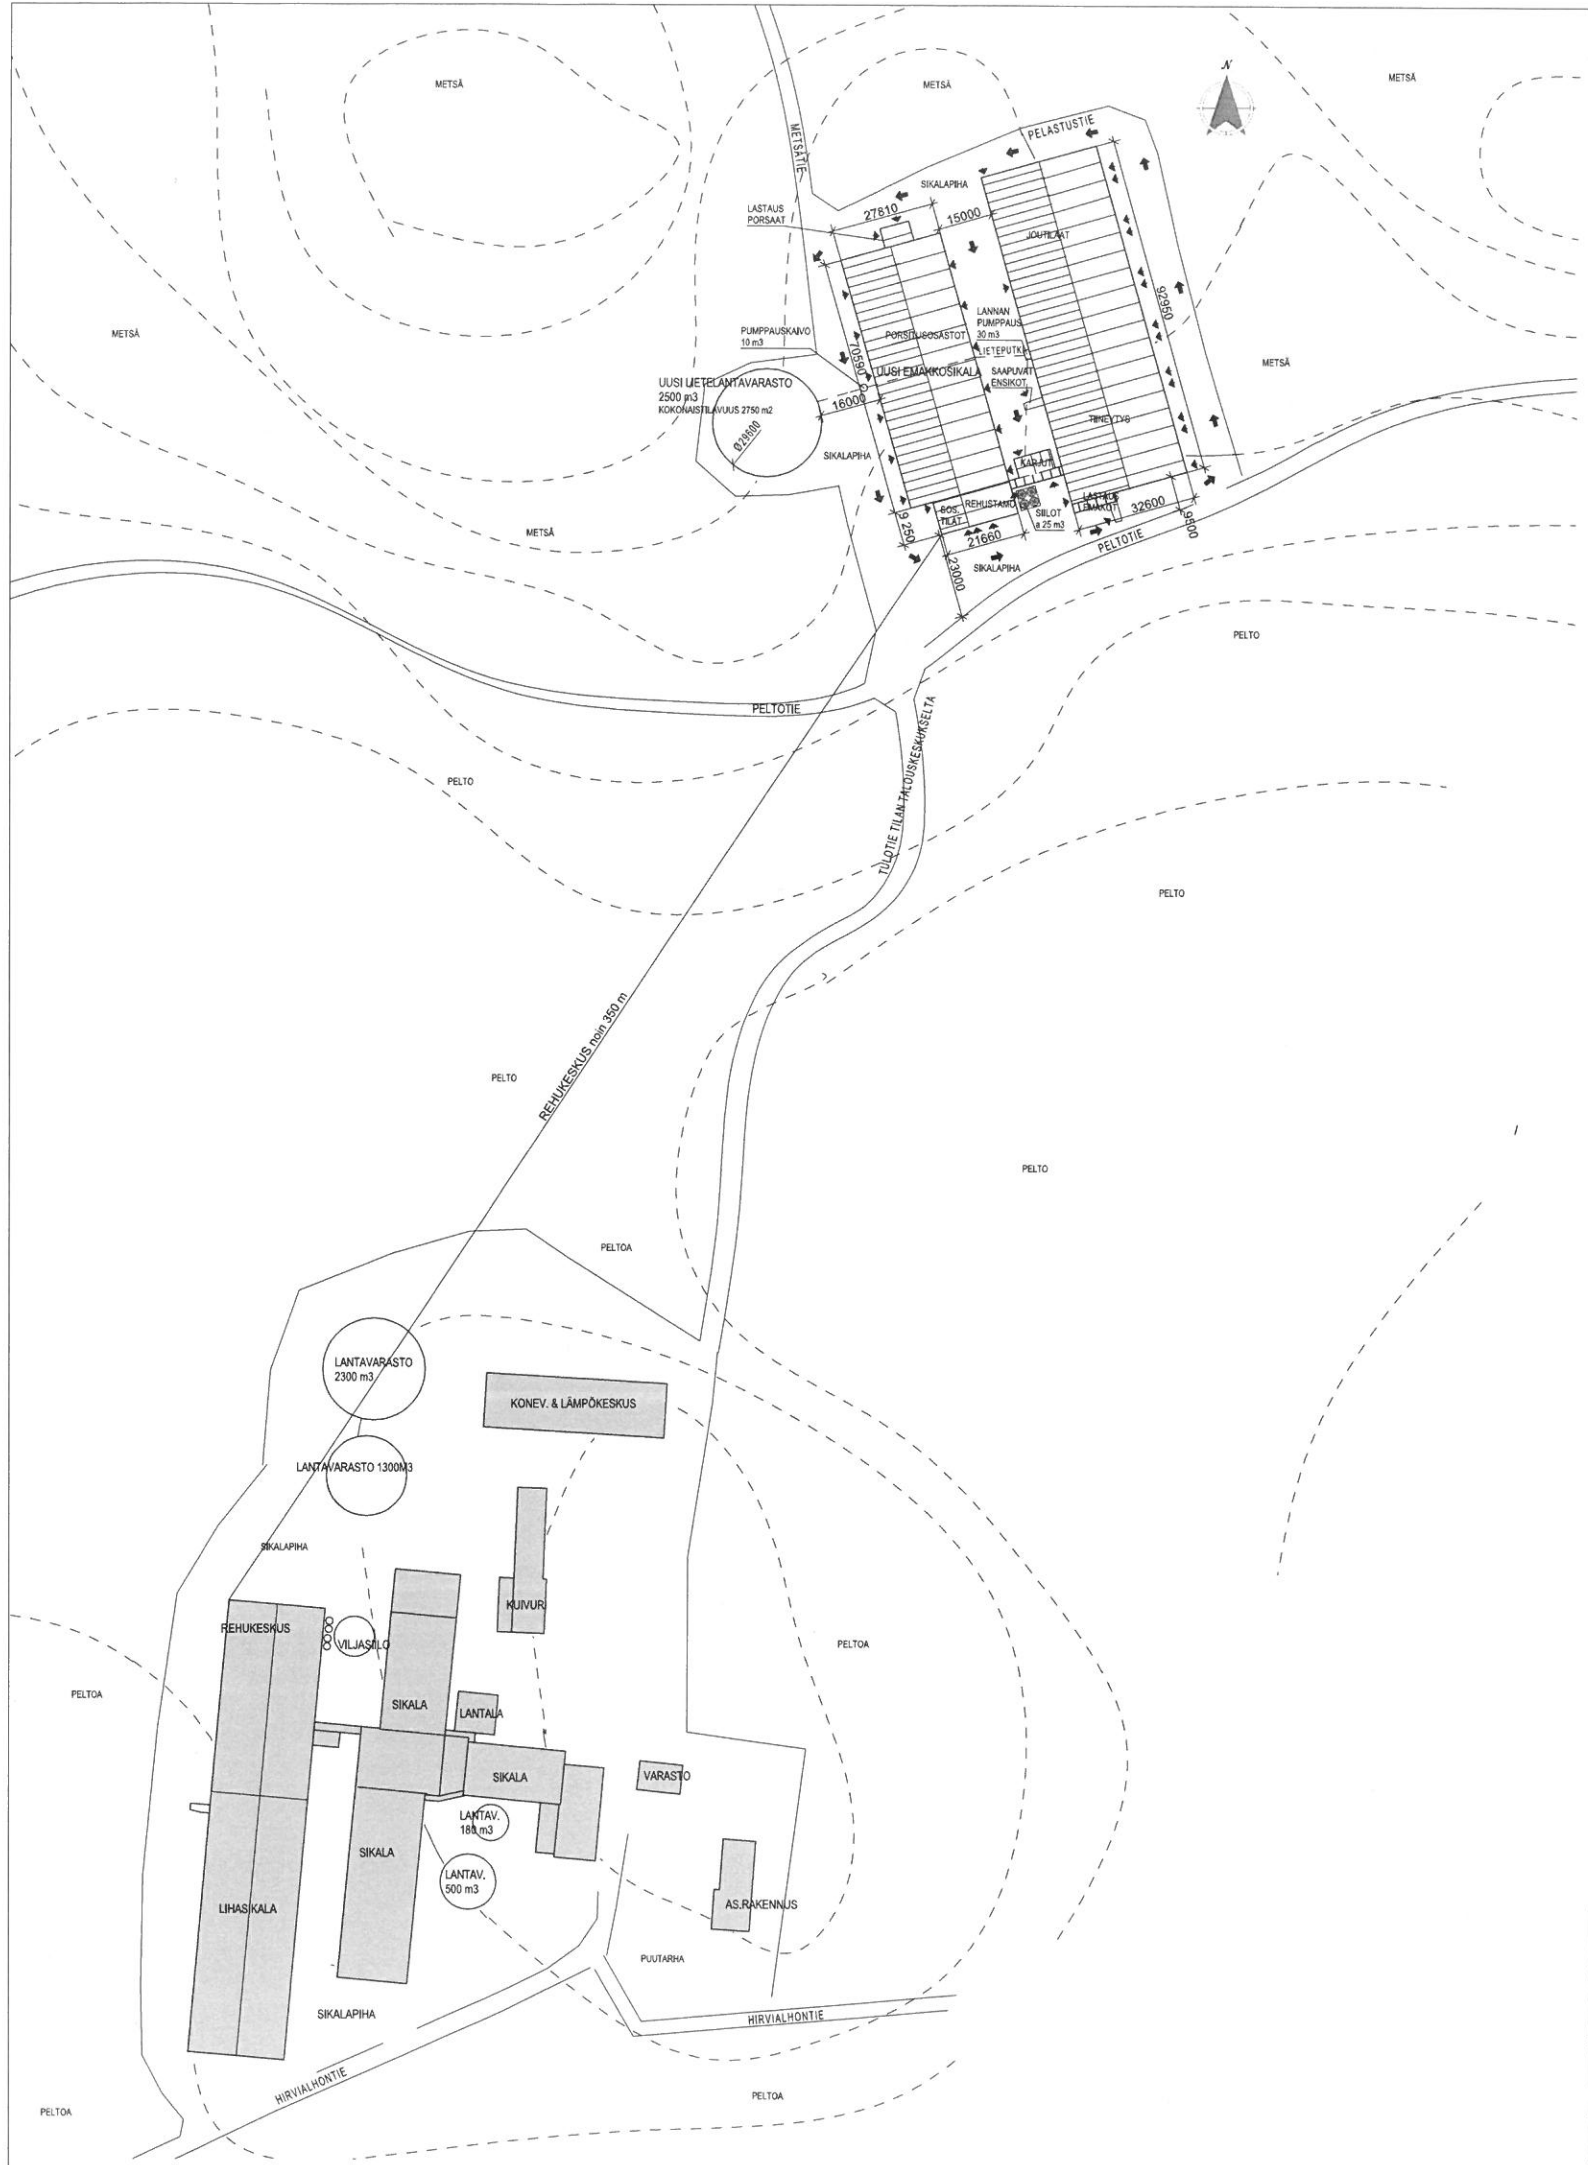 METSÄ
METSÄ
METSÄ
N
PELASTUSTIE
METSÄTIE
SIKALAPIHA
LASTAUS
PORSAAT
27810
15000
JOUTILAAT
92950
METSÄ
PUMPPAUSKAIVO
10 m3
70590
PORSITUSOSASTOT
LANNAN
PUMPPAUS
30 m3
LIETEPUTKI
UUSI EMAKKOSIKALA
SAAPUVAT
ENSIKOT
METSÄ
UUSI LIETELANTAVARASTO
2500 m3
KOKONAISTILAVUUS 2750 m2
Ø29600
16000
TIINEYTYS
SIKALAPIHA
KARJUT
METSÄ
SOS.
TILAT
REHUSTAMO
SIILOT
a 25 m3
LASTAUS
EMAKOT
32600
9500
9 250
21660
23000
SIKALAPIHA
PELTOTIE
PELTO
PELTOTIE
TULOTIE TILAN TALOUSKESKUKSELTA
PELTO
PELTO
REHUKESKUS noin 350 m
PELTO
PELTO
PELTOA
LANTAVARASTO
2300 m3
KONEV. & LÄMPÖKESKUS
LANTAVARASTO 1300M3
SIKALAPIHA
KUIVURI
REHUKESKUS
VILJASIILO
PELTOA
PELTOA
SIKALA
LANTALA
SIKALA
VARASTO
LANTAV.
180 m3
SIKALA
LANTAV.
500 m3
LIHASIKALA
AS.RAKENNUS
PUUTARHA
SIKALAPIHA
HIRVIALHONTIE
HIRVIALHONTIE
PELTOA
PELTOA